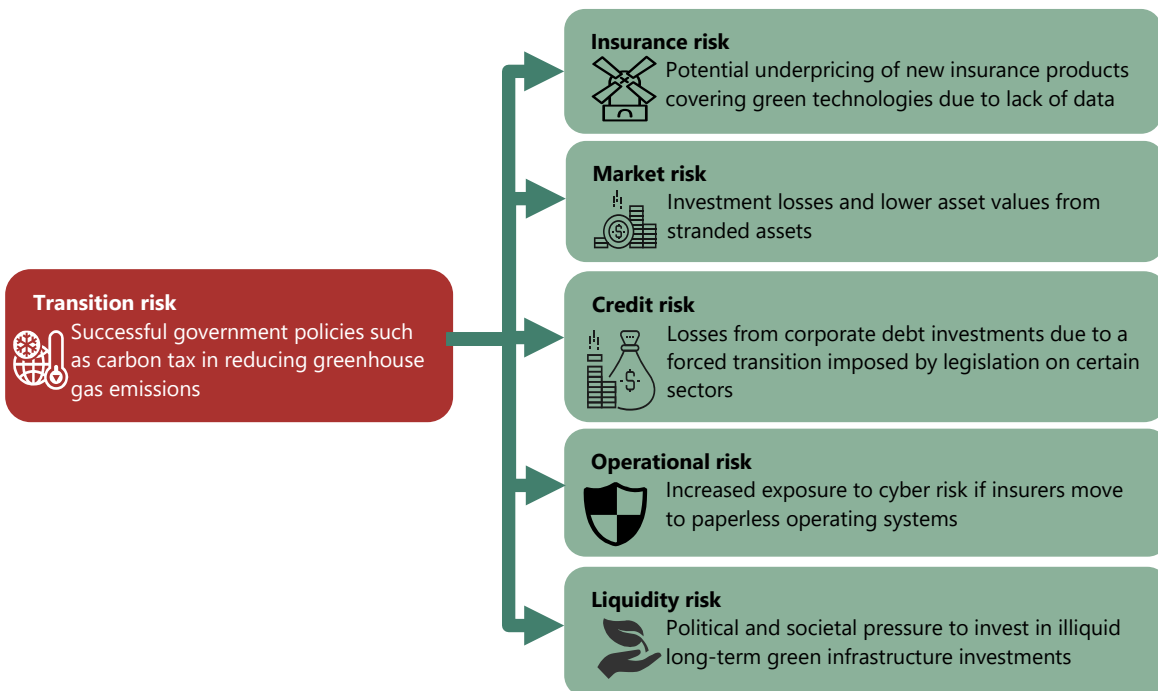 Insurance risk
Potential underpricing of new insurance products
covering green technologies due to lack of data
Market risk
Investment losses and lower asset values from
stranded assets
Transition risk
Successful government policies such
as carbon tax in reducing greenhouse
gas emissions
Credit risk
Losses from corporate debt investments due to a
forced transition imposed by legislation on certain
sectors
Operational risk
Increased exposure to cyber risk if insurers move
to paperless operating systems
Liquidity risk
Political and societal pressure to invest in illiquid
long-term green infrastructure investments